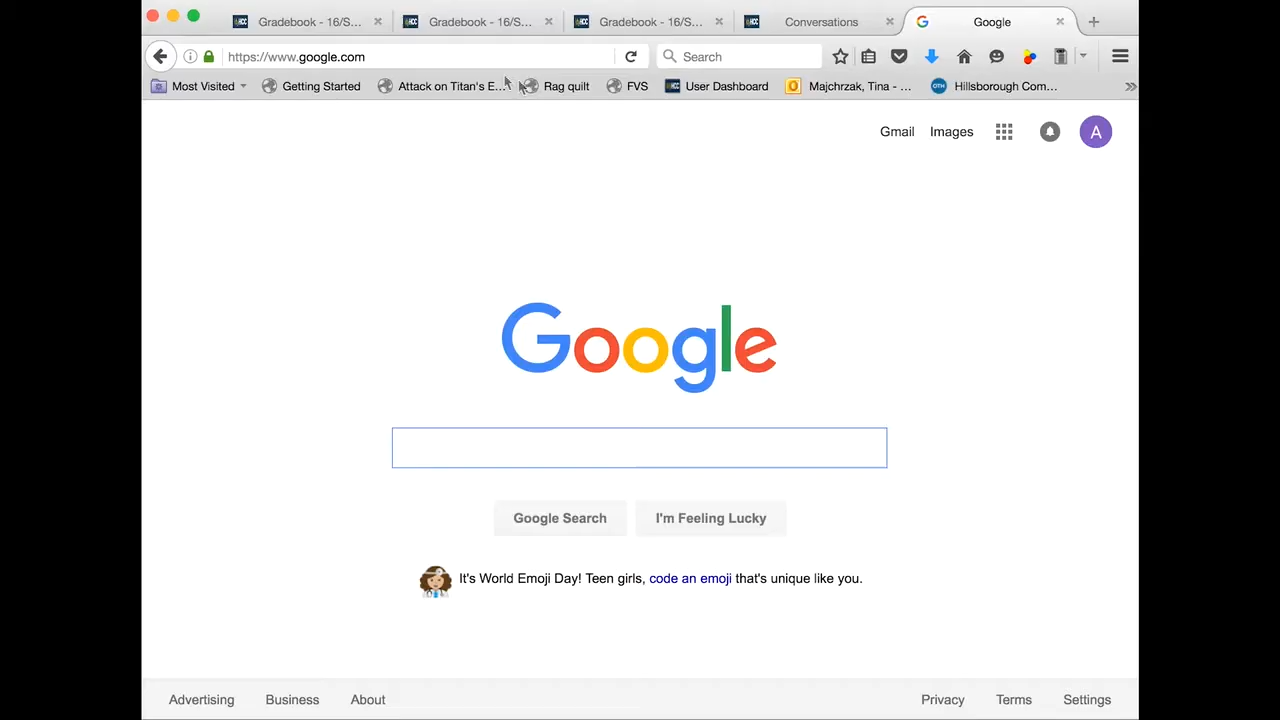 Gradebook - 16/S... Gradebook - 16/S... Gradebook - 16/S... Conversations Google
https://www.google.com Search
Most Visited Getting Started Attack on Titan's E... Rag quilt FVS User Dashboard Majchrzak, Tina - ... Hillsborough Com...
Gmail Images A
Google
Google Search I'm Feeling Lucky
It's World Emoji Day! Teen girls, code an emoji that's unique like you.
Advertising Business About Privacy Terms Settings